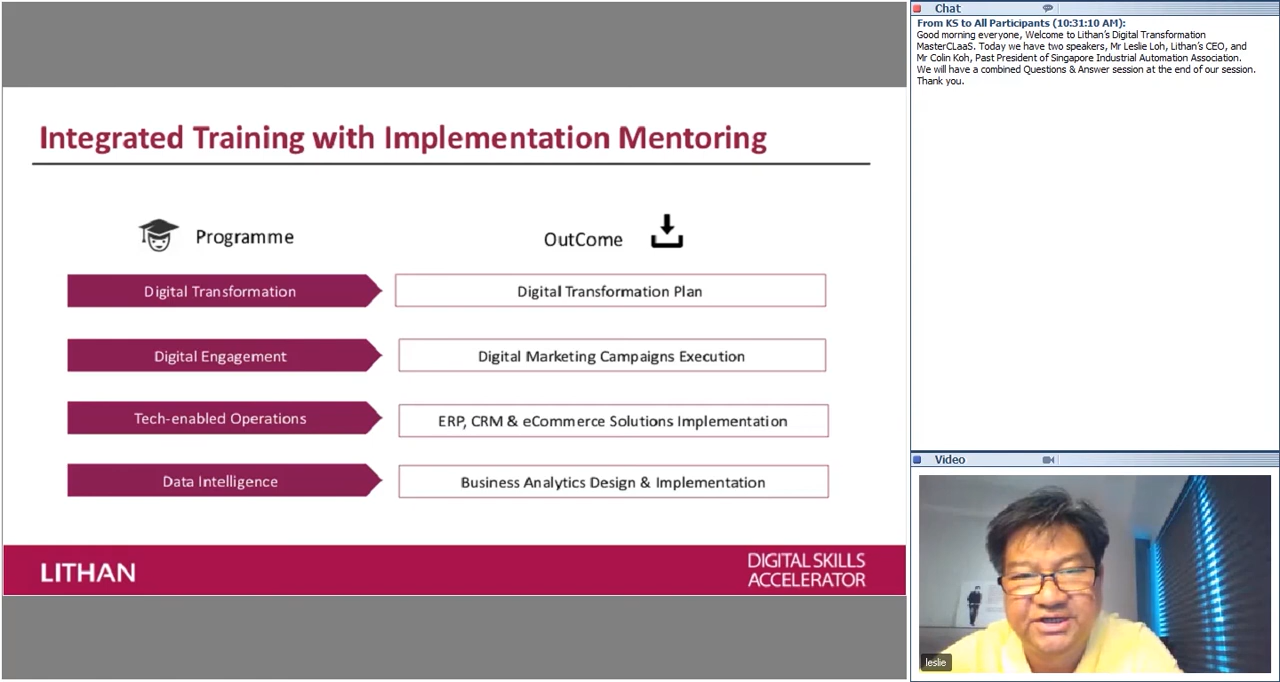 Integrated Training with Implementation Mentoring
Programme
OutCome
Digital Transformation
Digital Transformation Plan
Digital Engagement
Digital Marketing Campaigns Execution
Tech-enabled Operations
ERP, CRM & eCommerce Solutions Implementation
Data Intelligence
Business Analytics Design & Implementation
LITHAN
DIGITAL SKILLS
ACCELERATOR
Chat
From KS to All Participants (10:31:10 AM):
Good morning everyone, Welcome to Lithan's Digital Transformation
MasterCLaaS. Today we have two speakers, Mr Leslie Loh, Lithan's CEO, and
Mr Colin Koh, Past President of Singapore Industrial Automation Association.
We will have a combined Questions & Answer session at the end of our session.
Thank you.
Video
leslie